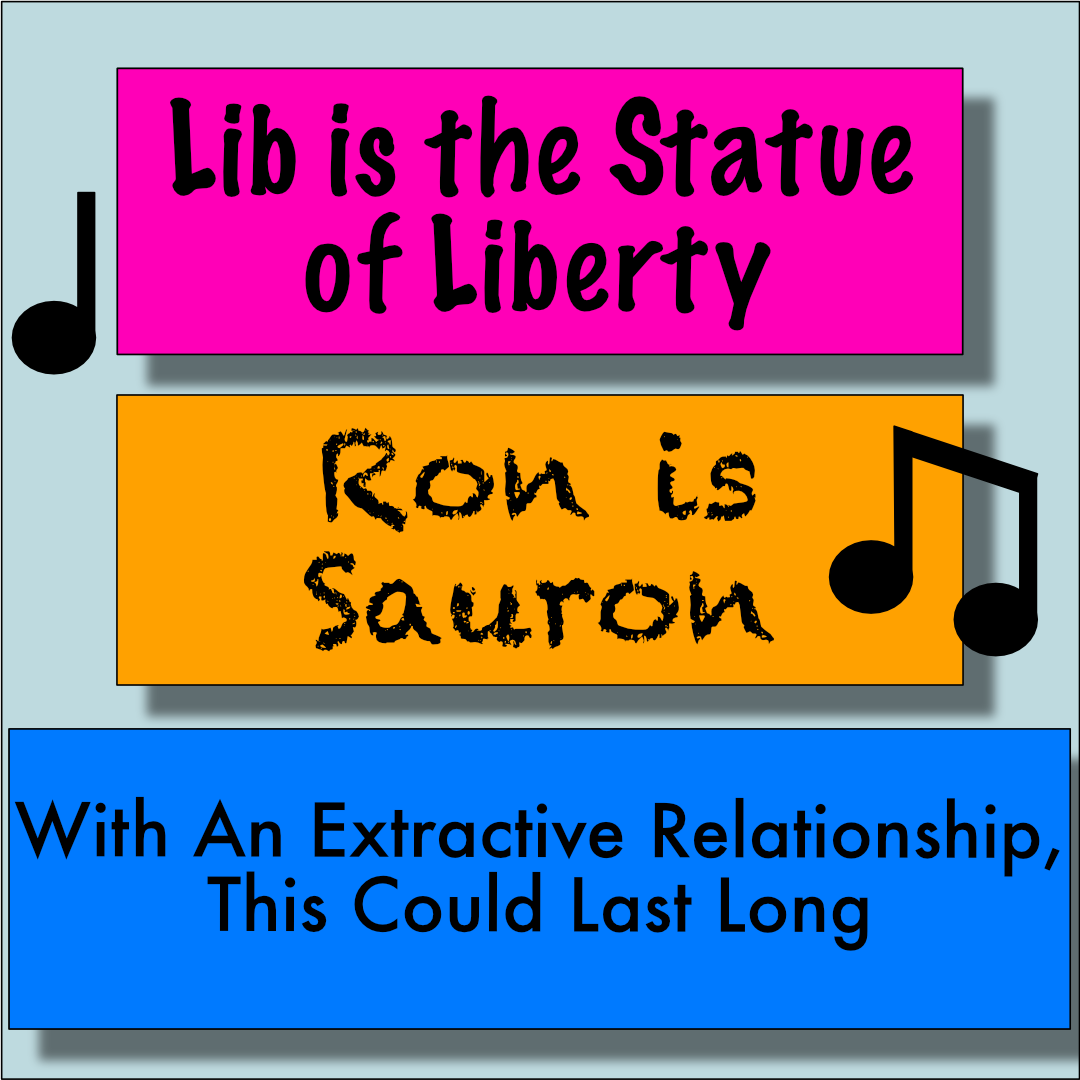 Lib is the Statue
of Liberty
Ron is
Sauron
With An Extractive Relationship,
This Could Last Long